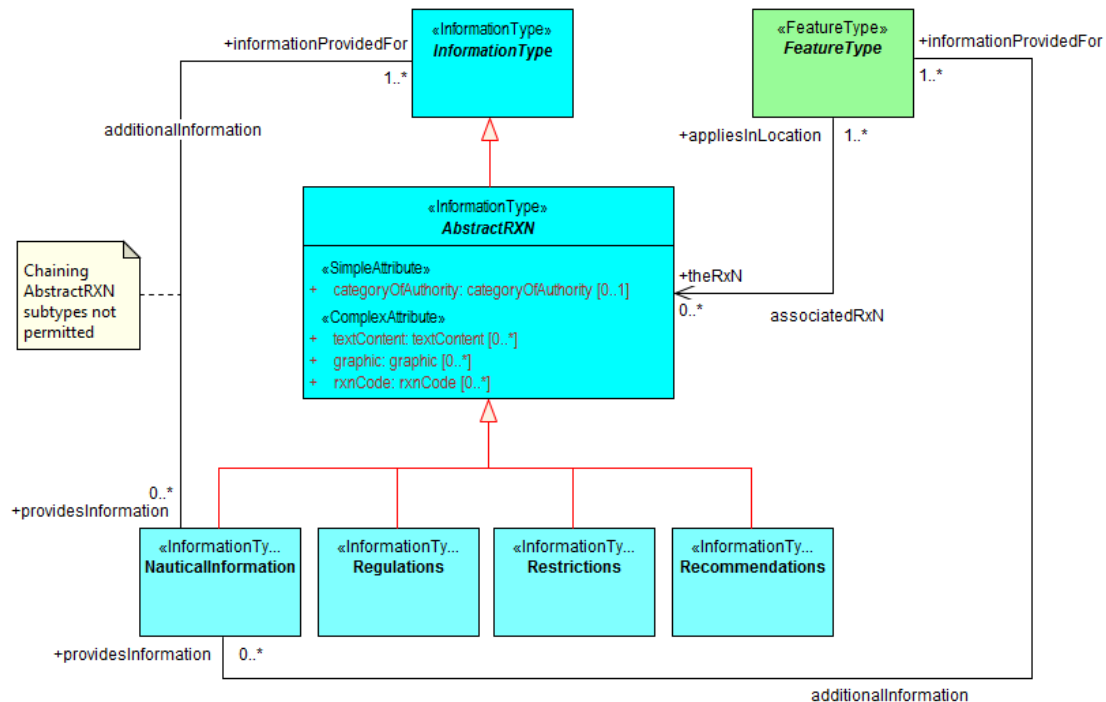 «InformationType»
InformationType
«FeatureType»
FeatureType
+informationProvidedFor
1..*
+informationProvidedFor
1..*
additionalInformation
+appliesInLocation
1..*
«InformationType»
AbstractRXN
«SimpleAttribute»
+ categoryOfAuthority: categoryOfAuthority [0..1]
«ComplexAttribute»
+ textContent: textContent [0..*]
+ graphic: graphic [0..*]
+ rxnCode: rxnCode [0..*]
Chaining
AbstractRXN
subtypes not
permitted
+theRxN
0..*
associatedRxN
0..*
+providesInformation
«InformationTy...
NauticalInformation
«InformationTy...
Regulations
«InformationTy...
Restrictions
«InformationTy...
Recommendations
+providesInformation
0..*
additionalInformation